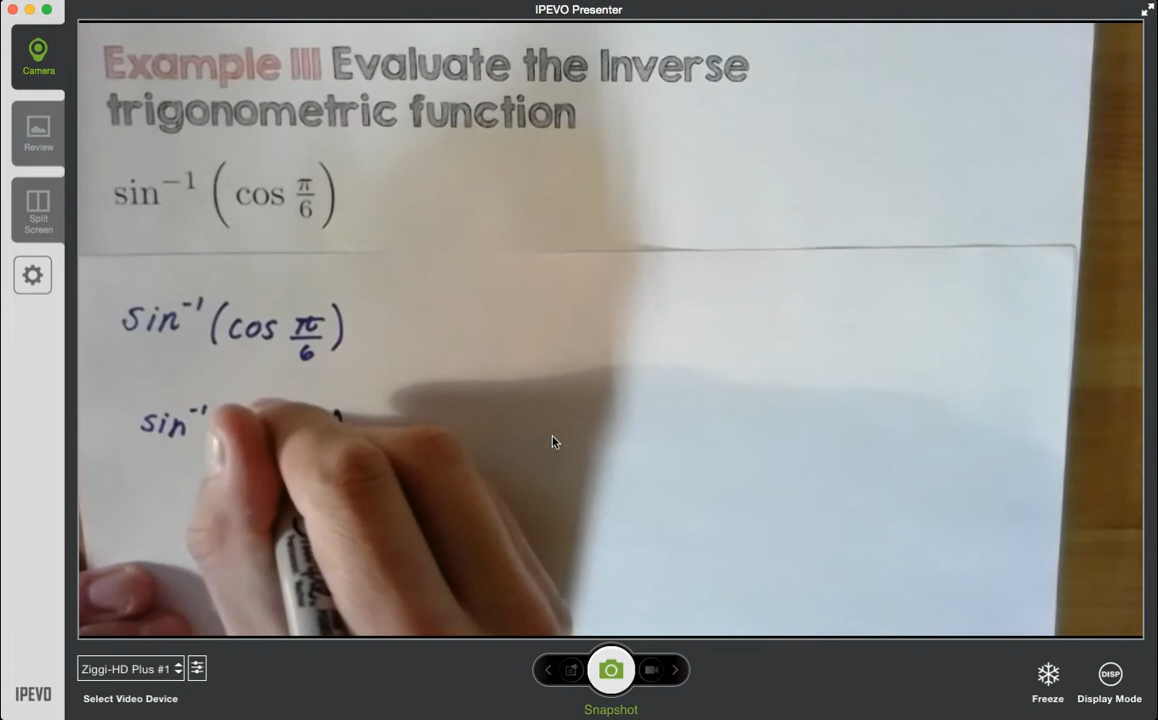 IPEVO Presenter
Camera
Example III Evaluate the Inverse
trigonometric function
Review
sin⁻¹ (cos π/6)
Split
Screen
sin⁻¹ (cos π/6)
sin⁻¹
Ziggi-HD Plus #1
Select Video Device
IPEVO
Snapshot
Freeze
DISP
Display Mode